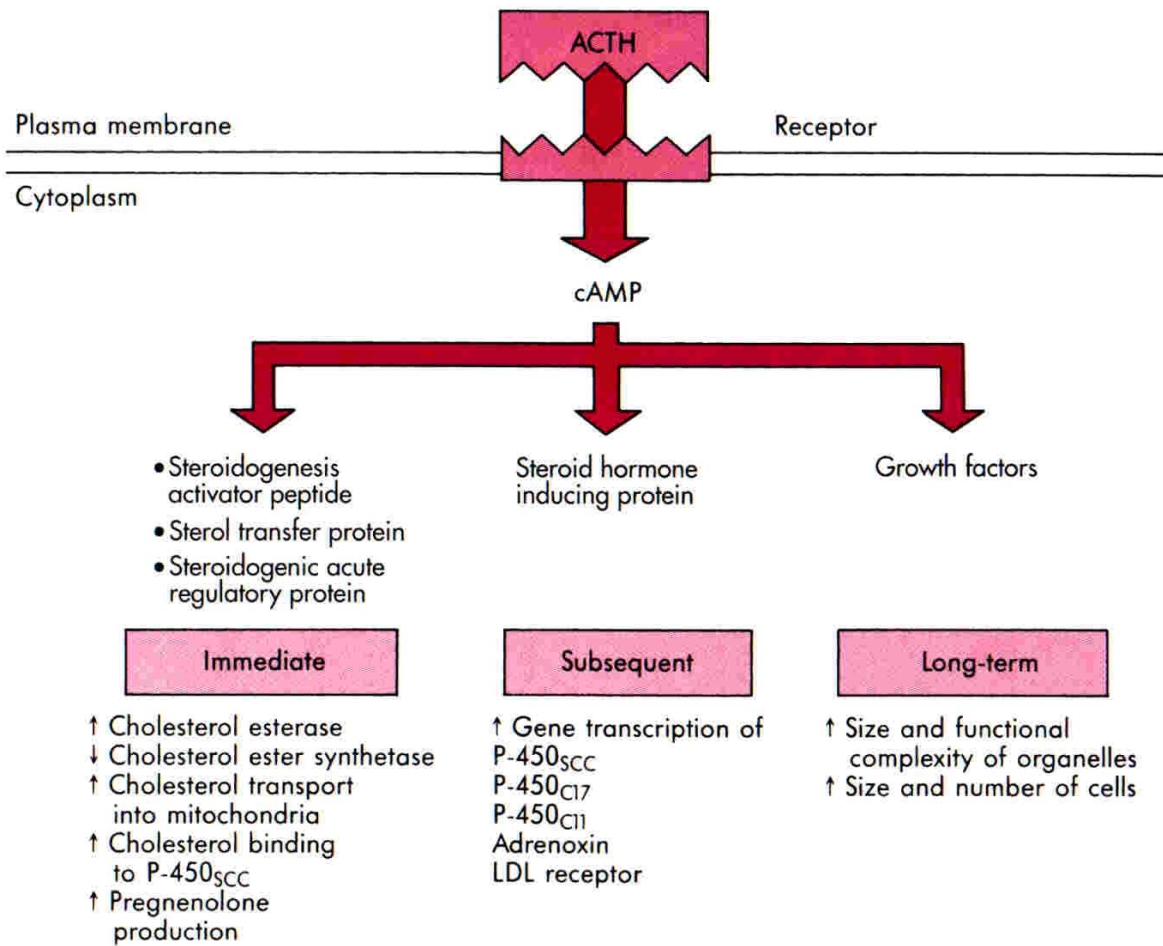 ACTH
Plasma membrane
Receptor
Cytoplasm
cAMP
• Steroidogenesis
activator peptide
• Sterol transfer protein
• Steroidogenic acute
regulatory protein
Steroid hormone
inducing protein
Growth factors
Immediate
↑ Cholesterol esterase
↓ Cholesterol ester synthetase
↑ Cholesterol transport
into mitochondria
↑ Cholesterol binding
to P-450SCC
↑ Pregnenolone
production
Subsequent
↑ Gene transcription of
P-450SCC
P-450C17
P-450C11
Adrenoxin
LDL receptor
Long-term
↑ Size and functional
complexity of organelles
↑ Size and number of cells